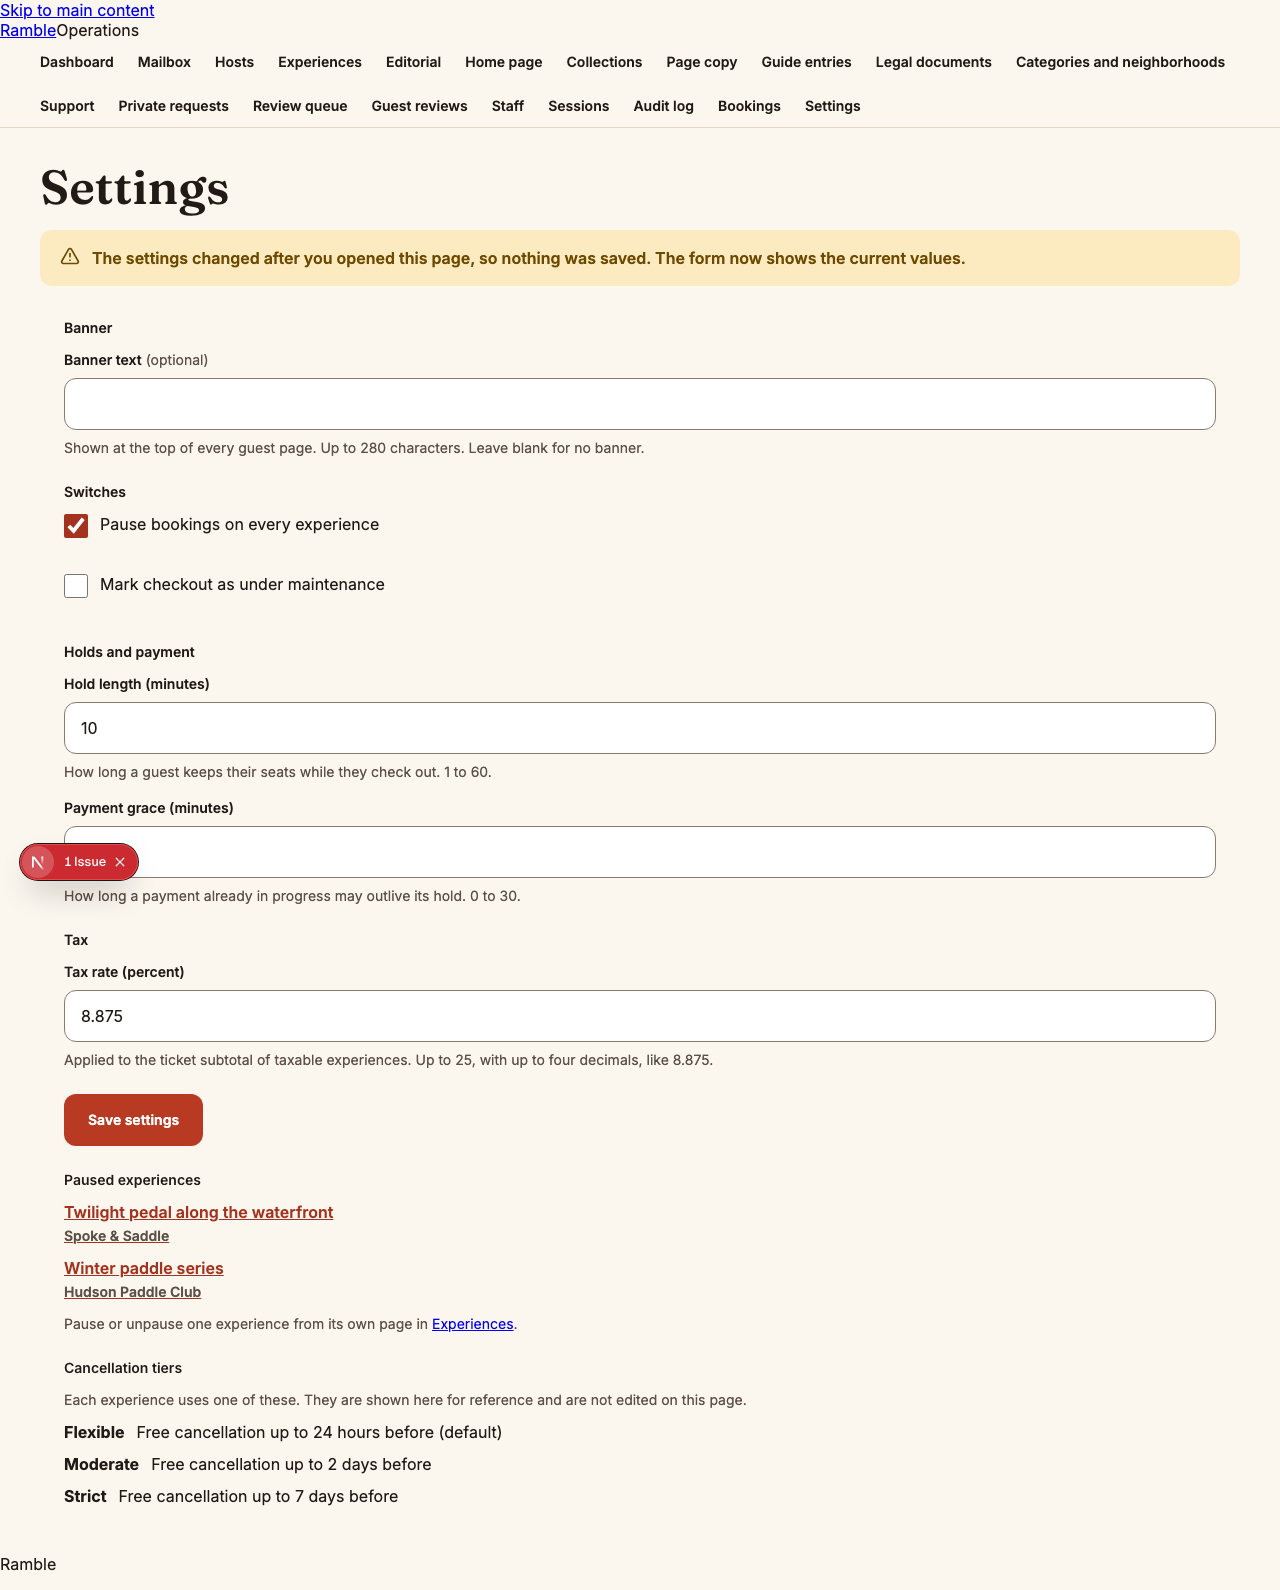 Skip to main content
RambleOperations
Dashboard Mailbox Hosts Experiences Editorial Home page Collections Page copy Guide entries Legal documents Categories and neighborhoods
Support Private requests Review queue Guest reviews Staff Sessions Audit log Bookings Settings
Settings
The settings changed after you opened this page, so nothing was saved. The form now shows the current values.
Banner
Banner text (optional)
Shown at the top of every guest page. Up to 280 characters. Leave blank for no banner.
Switches
Pause bookings on every experience
Mark checkout as under maintenance
Holds and payment
Hold length (minutes)
10
How long a guest keeps their seats while they check out. 1 to 60.
Payment grace (minutes)
N 1 Issue
How long a payment already in progress may outlive its hold. 0 to 30.
Tax
Tax rate (percent)
8.875
Applied to the ticket subtotal of taxable experiences. Up to 25, with up to four decimals, like 8.875.
Save settings
Paused experiences
Twilight pedal along the waterfront
Spoke & Saddle
Winter paddle series
Hudson Paddle Club
Pause or unpause one experience from its own page in Experiences.
Cancellation tiers
Each experience uses one of these. They are shown here for reference and are not edited on this page.
Flexible Free cancellation up to 24 hours before (default)
Moderate Free cancellation up to 2 days before
Strict Free cancellation up to 7 days before
Ramble